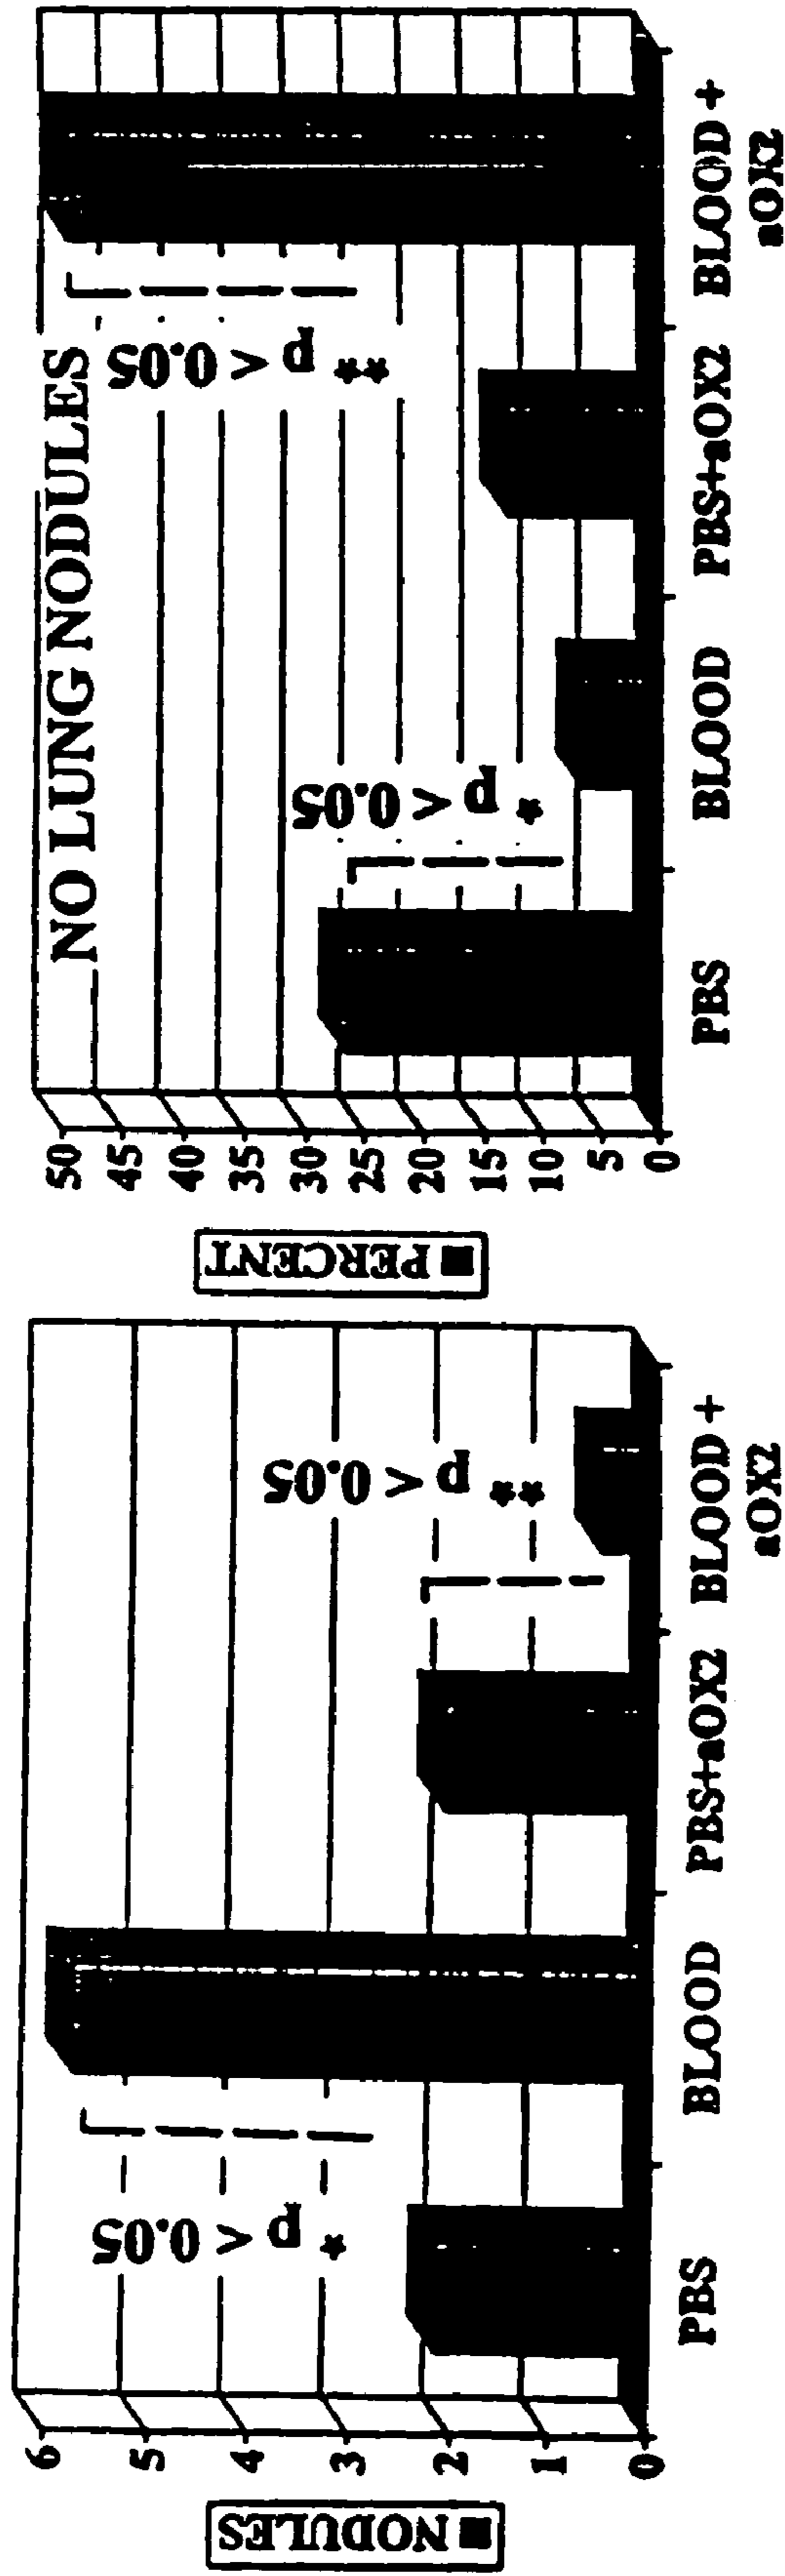 NODULES
6
5
4
3
2
1
0
* p < 0.05
** p < 0.05
PBS
BLOOD
PBS+aOX2
BLOOD +
aOX2
PERCENT
50
45
40
35
30
25
20
15
10
5
0
NO LUNG NODULES
* p < 0.05
** p < 0.05
PBS
BLOOD
PBS+aOX2
BLOOD +
aOX2